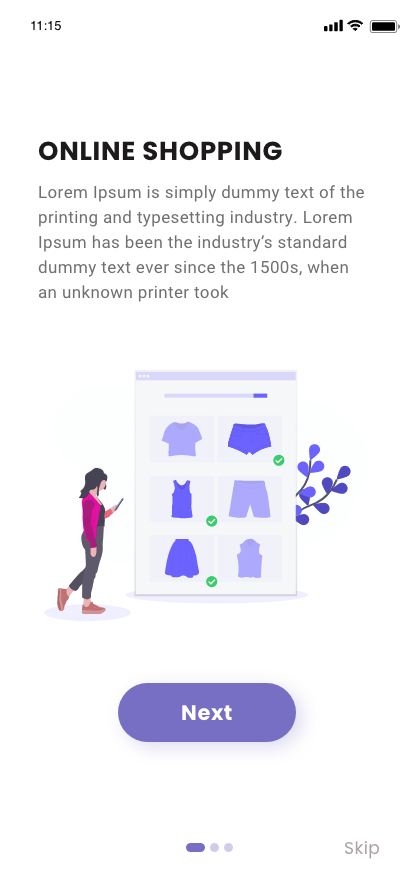 11:15
ONLINE SHOPPING
Lorem Ipsum is simply dummy text of the
printing and typesetting industry. Lorem
Ipsum has been the industry’s standard
dummy text ever since the 1500s, when
an unknown printer took
Next
Skip